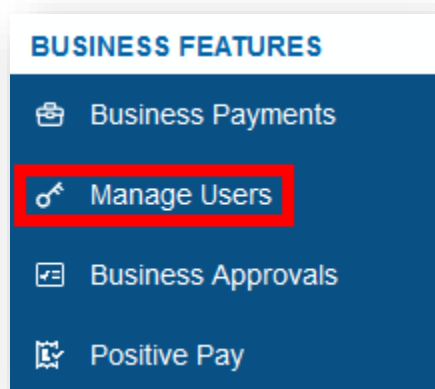 BUSINESS FEATURES
Business Payments
Manage Users
Business Approvals
Positive Pay